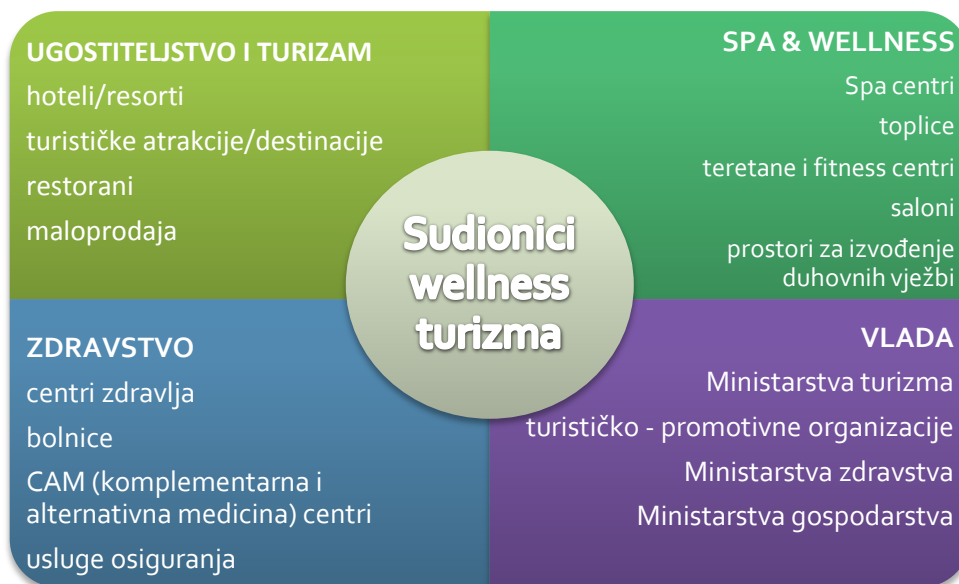 UGOSTITELJSTVO I TURIZAM
hoteli/resorti
turističke atrakcije/destinacije
restorani
maloprodaja
SPA & WELLNESS
Spa centri
toplice
teretane i fitness centri
saloni
prostori za izvođenje
duhovnih vježbi
Sudionici
wellness
turizma
ZDRAVSTVO
centri zdravlja
bolnice
CAM (komplementarna i
alternativna medicina) centri
usluge osiguranja
VLADA
Ministarstva turizma
turističko - promotivne organizacije
Ministarstva zdravstva
Ministarstva gospodarstva